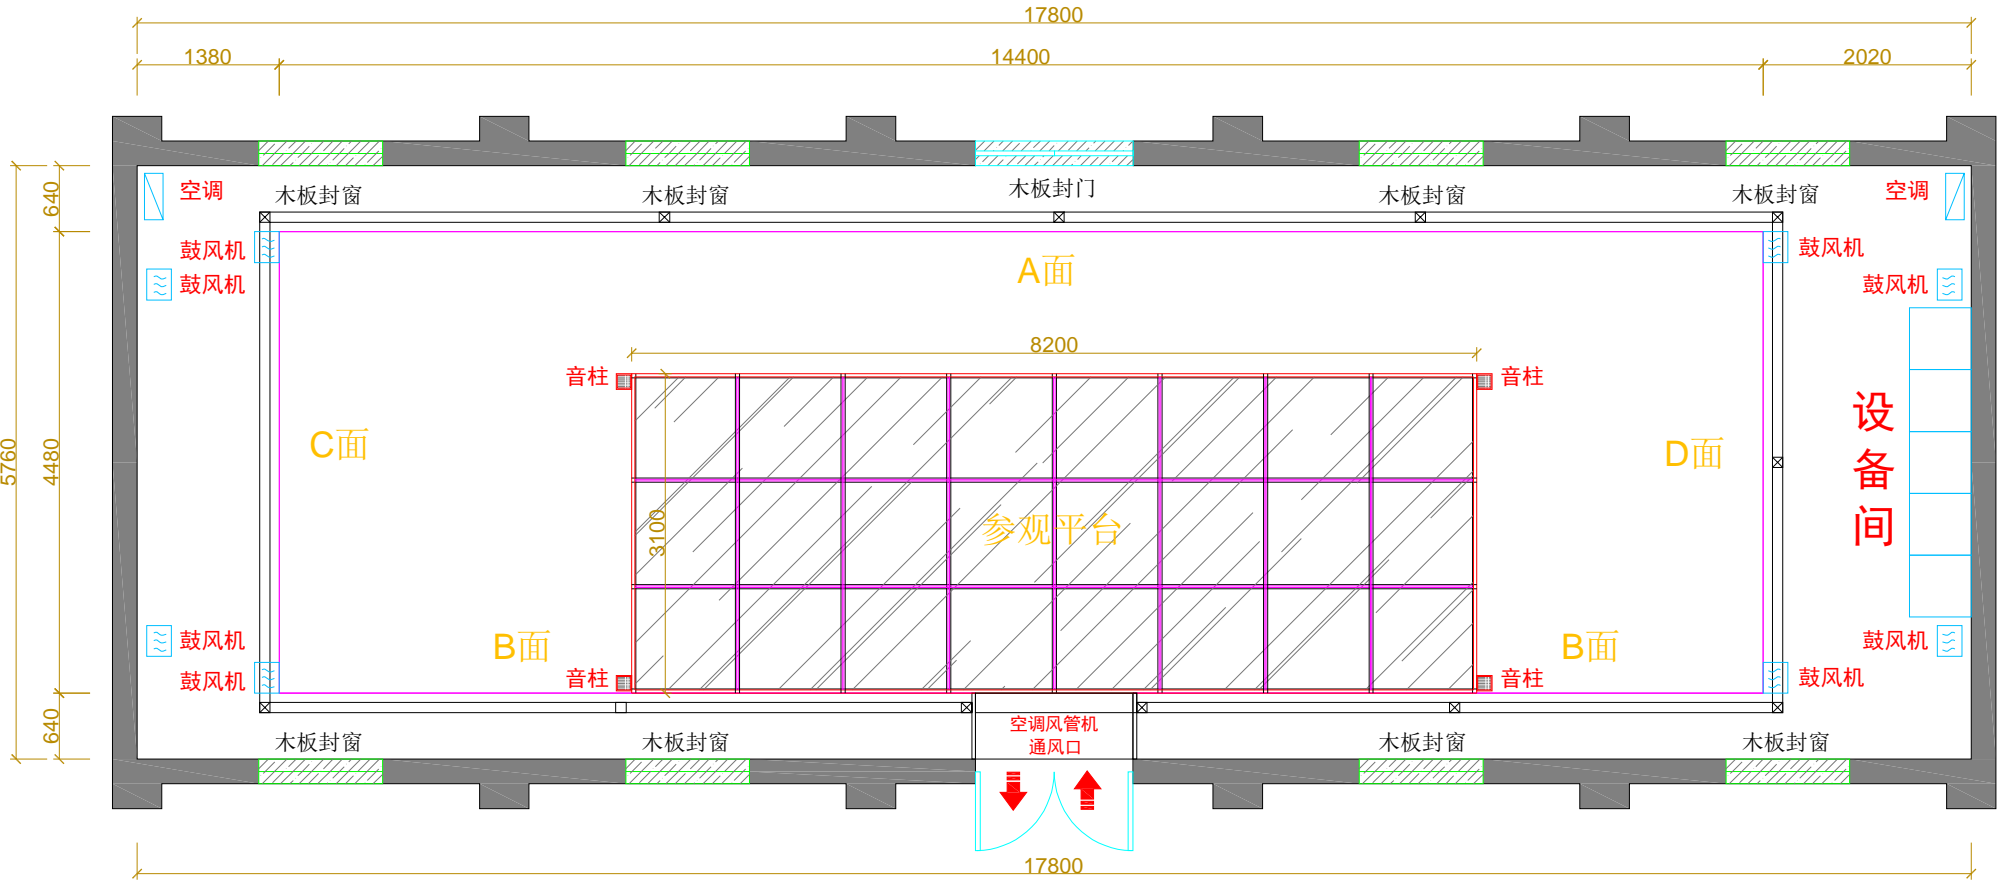 17800
1380
14400
2020
640
空调
木板封窗
木板封窗
木板封门
木板封窗
木板封窗
空调
鼓风机
鼓风机
鼓风机
鼓风机
A面
8200
音柱
音柱
C面
D面
5760
4480
设备间
参观平台
3100
B面
B面
鼓风机
鼓风机
鼓风机
鼓风机
音柱
音柱
640
木板封窗
木板封窗
空调风管机
通风口
木板封窗
木板封窗
17800